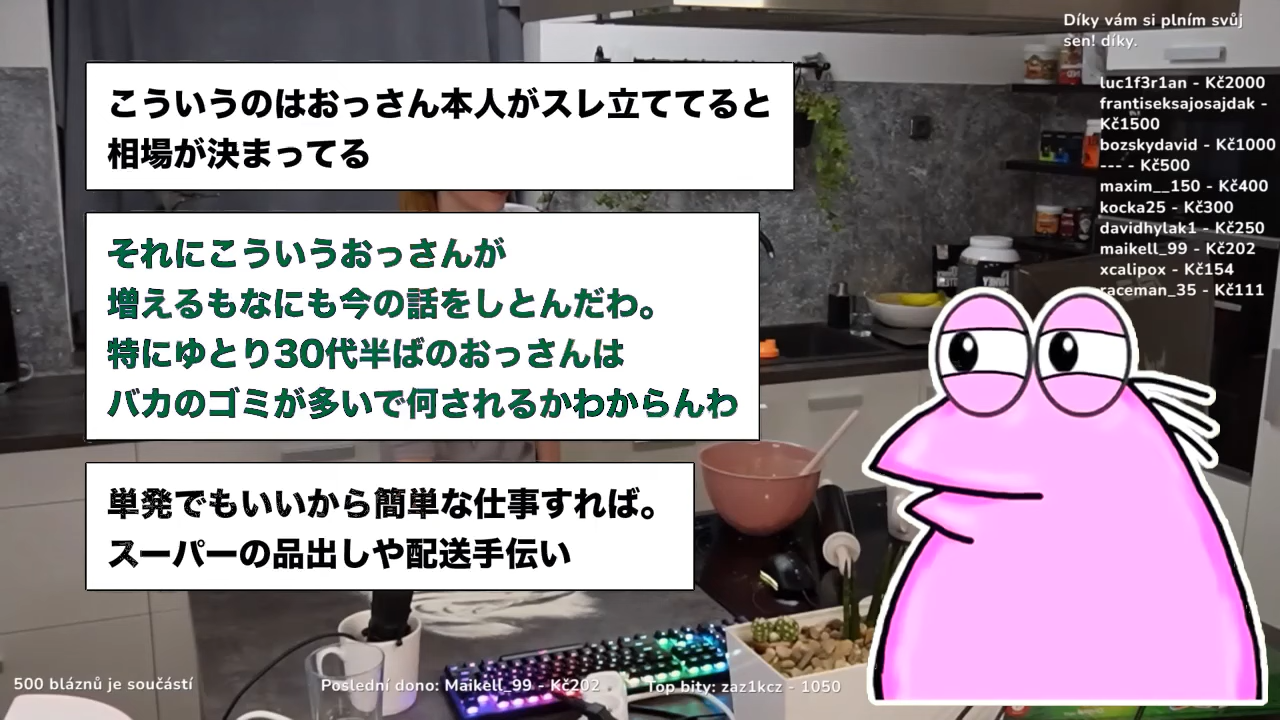 こういうのはおっさん本人がスレ立ててると
相場が決まってる
それにこういうおっさんが
増えるもなにも今の話をしとんだわ。
特にゆとり30代半ばのおっさんは
バカのゴミが多いで何されるかわからんわ
単発でもいいから簡単な仕事すれば。
スーパーの品出しや配送手伝い
Díky vám si plním svůj
sen! díky.
luc1f3r1an - Kč2000
frantiseksajosajdak -
Kč1500
bozskydavid - Kč1000
--- - Kč500
maxim__150 - Kč400
kocka25 - Kč300
davidhylak1 - Kč250
maikell_99 - Kč202
xcalipox - Kč154
raceman_35 - Kč111
500 bláznů je součástí
Poslední dono: Maikell_99 - Kč202
Top bity: zaz1kcz - 1050